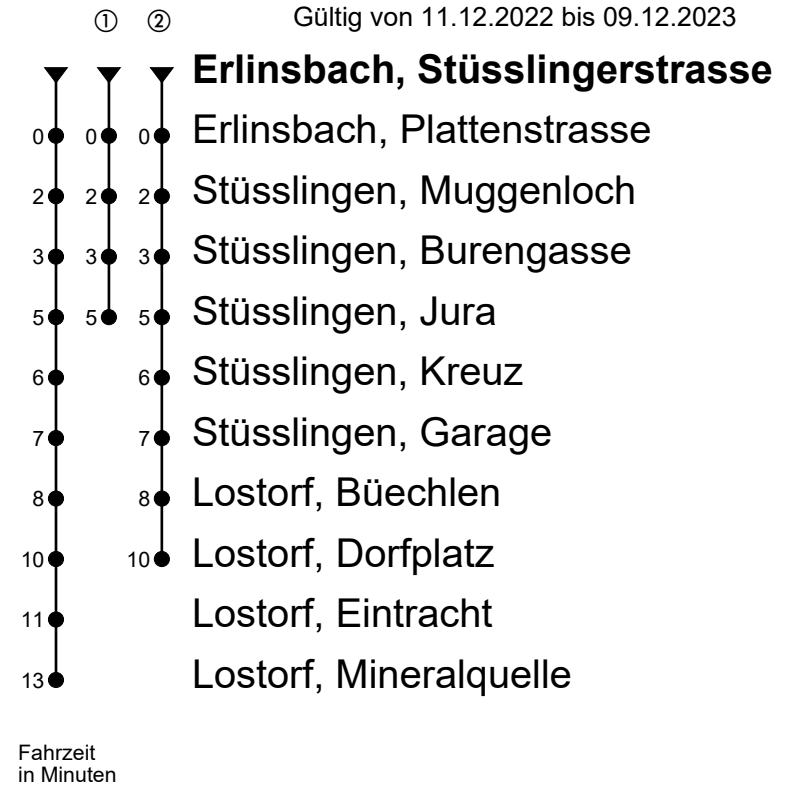 ① ② Gültig von 11.12.2022 bis 09.12.2023
Erlinsbach, Stüsslingerstrasse
0 0 0 Erlinsbach, Plattenstrasse
2 2 2 Stüsslingen, Muggenloch
3 3 3 Stüsslingen, Burengasse
5 5 5 Stüsslingen, Jura
6 6 Stüsslingen, Kreuz
7 7 Stüsslingen, Garage
8 8 Lostorf, Büechlen
10 10 Lostorf, Dorfplatz
11 Lostorf, Eintracht
13 Lostorf, Mineralquelle
Fahrzeit
in Minuten